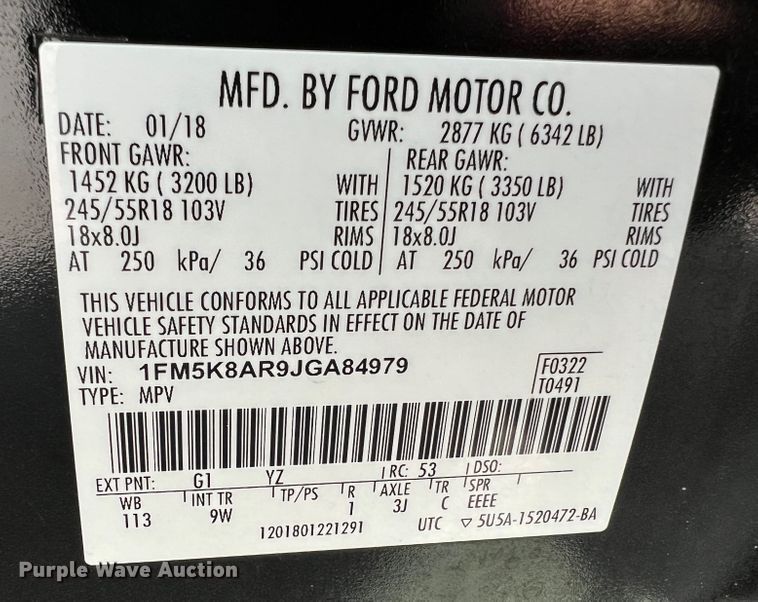 MFD. BY FORD MOTOR CO.
DATE: 01/18 GVWR: 2877 KG ( 6342 LB)
FRONT GAWR: REAR GAWR:
1452 KG ( 3200 LB) WITH 1520 KG ( 3350 LB) WITH
245/55R18 103V TIRES 245/55R18 103V TIRES
18x8.0J RIMS 18x8.0J RIMS
AT 250 kPa/ 36 PSI COLD AT 250 kPa/ 36 PSI COLD
THIS VEHICLE CONFORMS TO ALL APPLICABLE FEDERAL MOTOR
VEHICLE SAFETY STANDARDS IN EFFECT ON THE DATE OF
MANUFACTURE SHOWN ABOVE.
VIN: 1FM5K8AR9JGA84979 F0322
TYPE: MPV T0491
EXT PNT: G1 YZ RC: 53 DSO:
WB INT TR TP/PS R AXLE TR SPR
113 9W 1 3J C EEEE
1201801221291 UTC ▽ 5U5A-1520472-BA
Purple Wave Auction